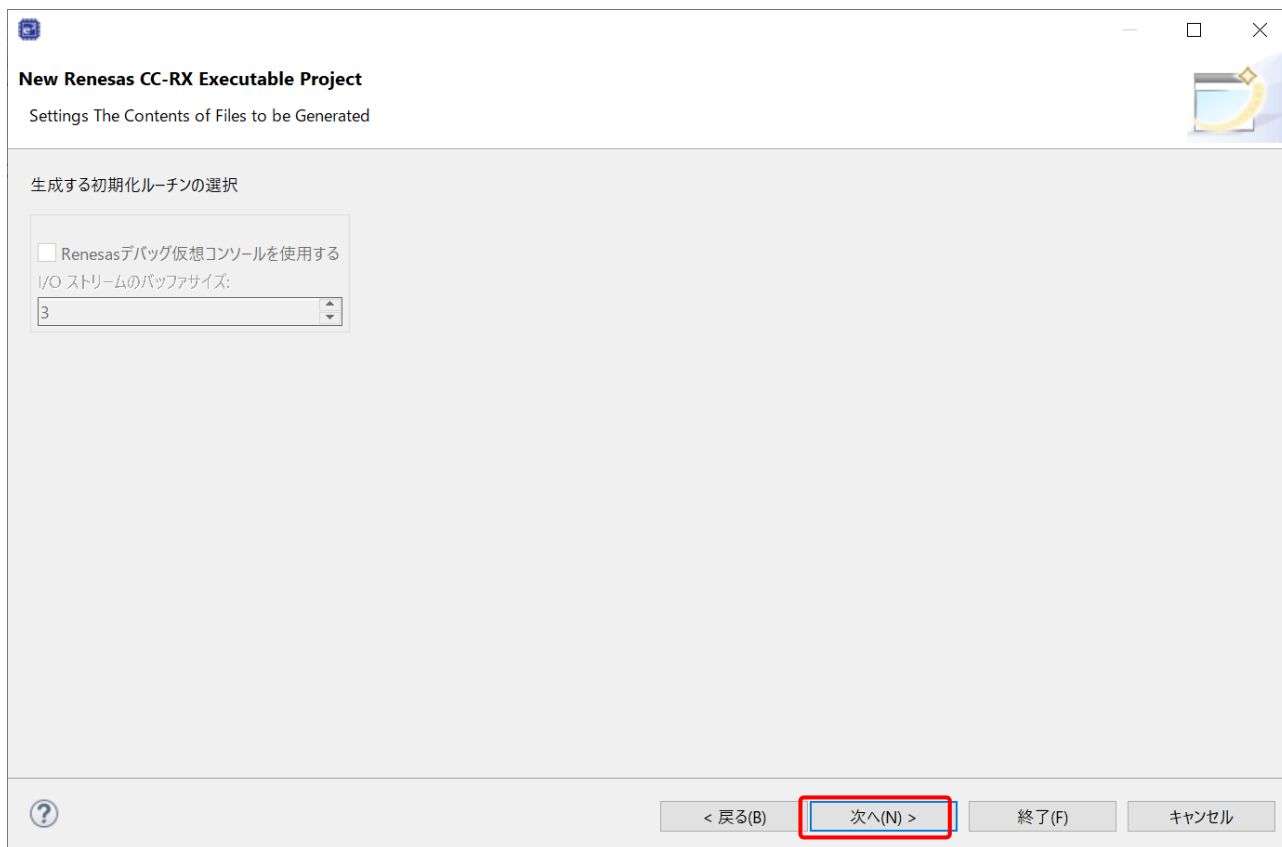 New Renesas CC-RX Executable Project
Settings The Contents of Files to be Generated
生成する初期化ルーチンの選択
Renesasデバッグ仮想コンソールを使用する
I/O ストリームのバッファサイズ:
3
?
< 戻る(B)
次へ(N) >
終了(F)
キャンセル